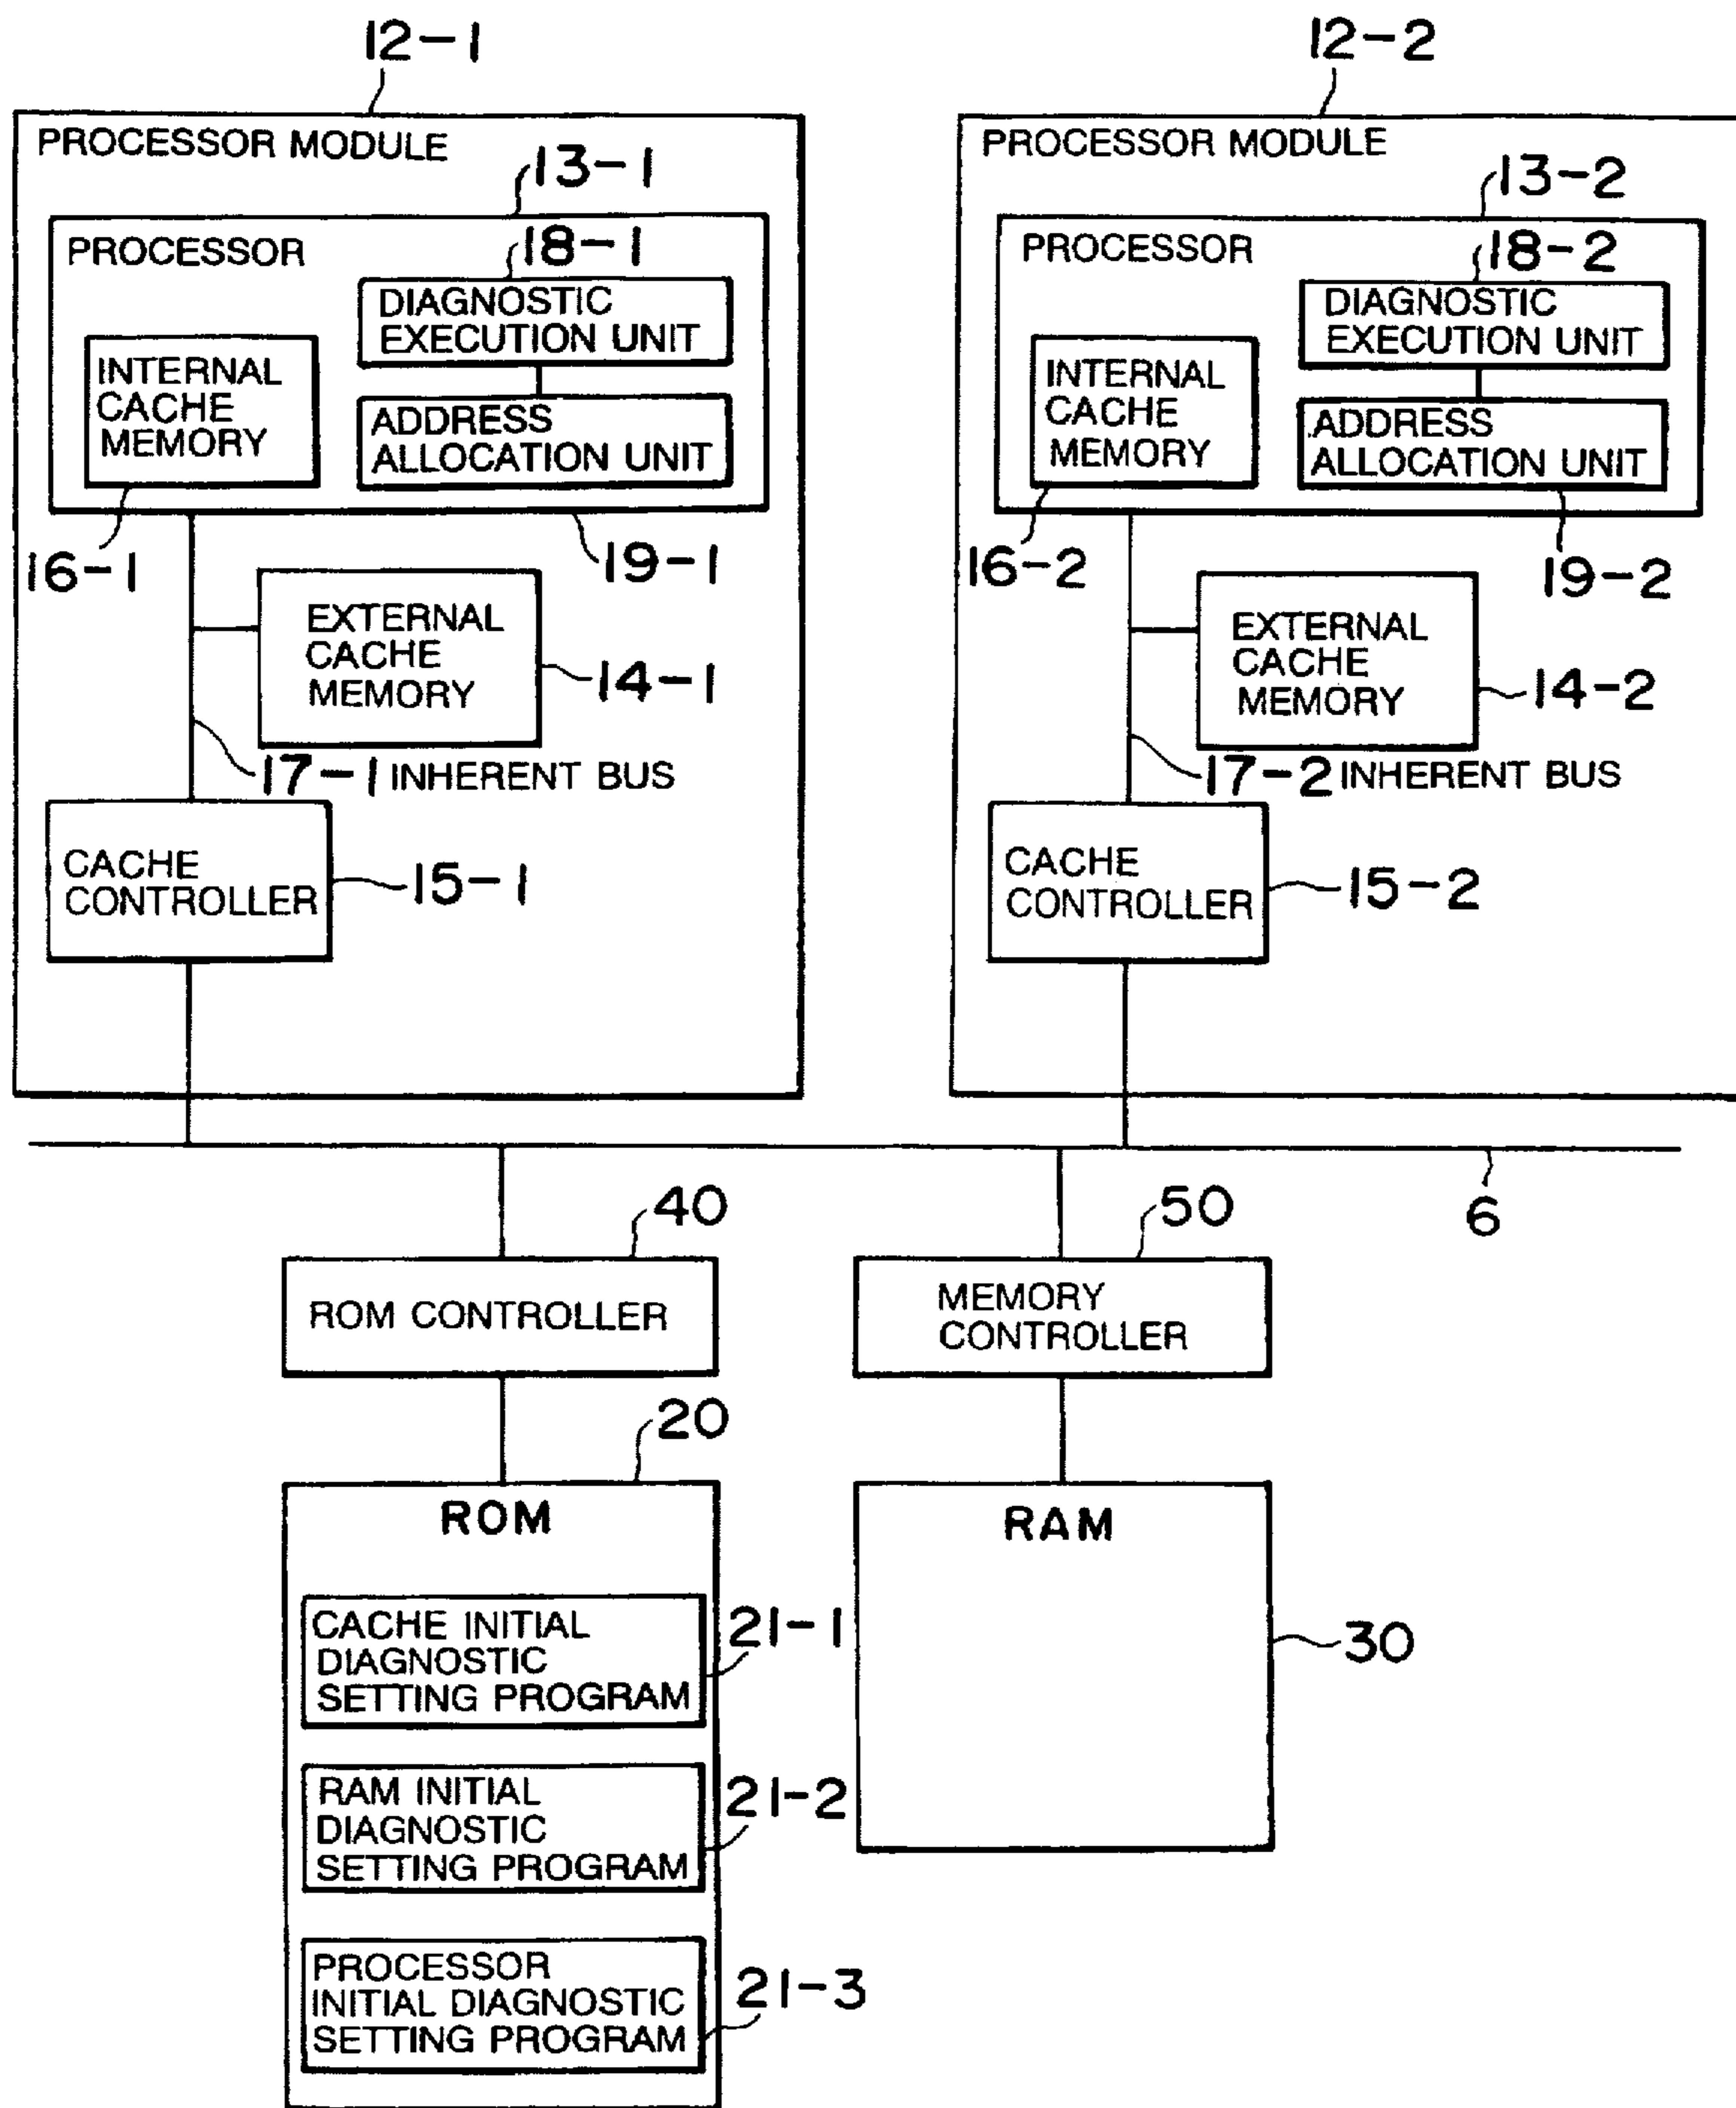 12-1
12-2
PROCESSOR MODULE
13-1
PROCESSOR
18-1
DIAGNOSTIC
EXECUTION UNIT
INTERNAL
CACHE
MEMORY
ADDRESS
ALLOCATION UNIT
16-1
19-1
EXTERNAL
CACHE
MEMORY
14-1
17-1 INHERENT BUS
CACHE
CONTROLLER
15-1
PROCESSOR MODULE
13-2
PROCESSOR
18-2
DIAGNOSTIC
EXECUTION UNIT
INTERNAL
CACHE
MEMORY
ADDRESS
ALLOCATION UNIT
16-2
19-2
EXTERNAL
CACHE
MEMORY
14-2
17-2 INHERENT BUS
CACHE
CONTROLLER
15-2
6
40
ROM CONTROLLER
50
MEMORY
CONTROLLER
20
ROM
CACHE INITIAL
DIAGNOSTIC
SETTING PROGRAM
21-1
RAM INITIAL
DIAGNOSTIC
SETTING PROGRAM
21-2
PROCESSOR
INITIAL DIAGNOSTIC
SETTING PROGRAM
21-3
RAM
30